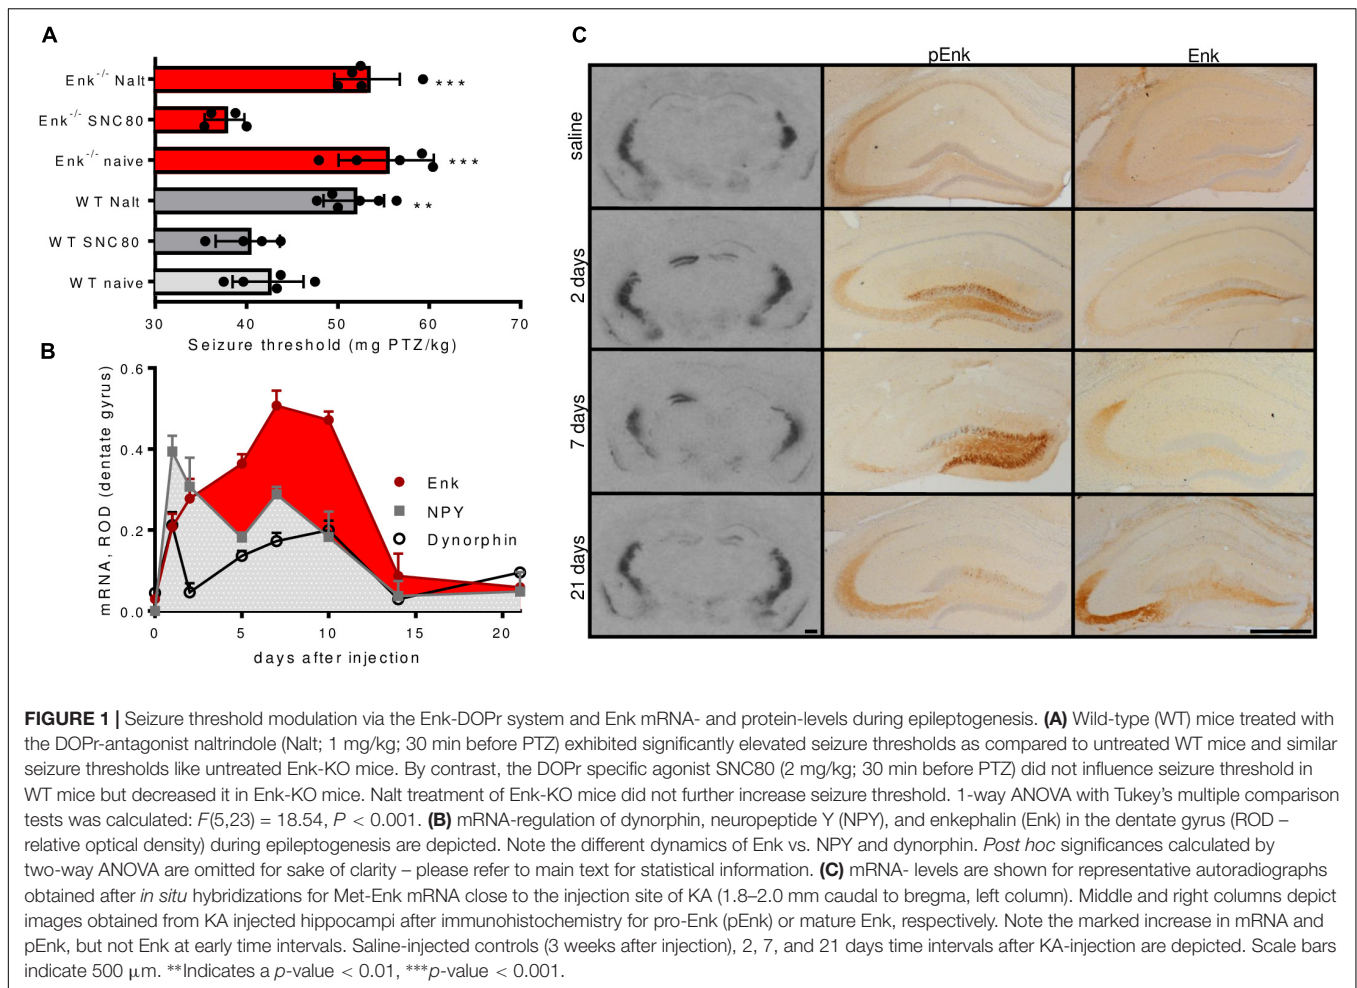 A
Enk-/- Nalt
***
Enk-/- SNC80
Enk-/- naive
***
WT Nalt
**
WT SNC80
WT naive
30 40 50 60 70
Seizure threshold (mg PTZ/kg)
B
mRNA, ROD (dentate gyrus)
0.6
0.4
0.2
0.0
Enk
NPY
Dynorphin
0 5 10 15 20
days after injection
C
pEnk Enk
saline
2 days
7 days
21 days
FIGURE 1 | Seizure threshold modulation via the Enk-DOPr system and Enk mRNA- and protein-levels during epileptogenesis. (A) Wild-type (WT) mice treated with
the DOPr-antagonist naltrindole (Nalt; 1 mg/kg; 30 min before PTZ) exhibited significantly elevated seizure thresholds as compared to untreated WT mice and similar
seizure thresholds like untreated Enk-KO mice. By contrast, the DOPr specific agonist SNC80 (2 mg/kg; 30 min before PTZ) did not influence seizure threshold in
WT mice but decreased it in Enk-KO mice. Nalt treatment of Enk-KO mice did not further increase seizure threshold. 1-way ANOVA with Tukey's multiple comparison
tests was calculated: F(5,23) = 18.54, P < 0.001. (B) mRNA-regulation of dynorphin, neuropeptide Y (NPY), and enkephalin (Enk) in the dentate gyrus (ROD –
relative optical density) during epileptogenesis are depicted. Note the different dynamics of Enk vs. NPY and dynorphin. Post hoc significances calculated by
two-way ANOVA are omitted for sake of clarity – please refer to main text for statistical information. (C) mRNA- levels are shown for representative autoradiographs
obtained after in situ hybridizations for Met-Enk mRNA close to the injection site of KA (1.8–2.0 mm caudal to bregma, left column). Middle and right columns depict
images obtained from KA injected hippocampi after immunohistochemistry for pro-Enk (pEnk) or mature Enk, respectively. Note the marked increase in mRNA and
pEnk, but not Enk at early time intervals. Saline-injected controls (3 weeks after injection), 2, 7, and 21 days time intervals after KA-injection are depicted. Scale bars
indicate 500 μm. **Indicates a p-value < 0.01, ***p-value < 0.001.